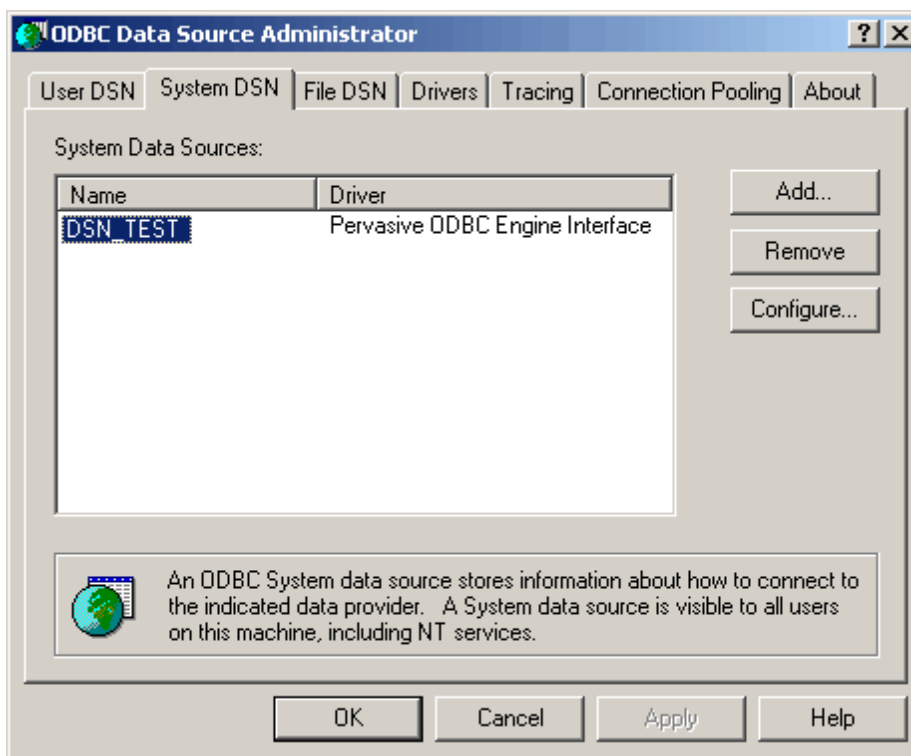 ODBC Data Source Administrator
User DSN System DSN File DSN Drivers Tracing Connection Pooling About
System Data Sources:
Name Driver
DSN_TEST Pervasive ODBC Engine Interface
Add...
Remove
Configure...
An ODBC System data source stores information about how to connect to
the indicated data provider. A System data source is visible to all users
on this machine, including NT services.
OK Cancel Apply Help